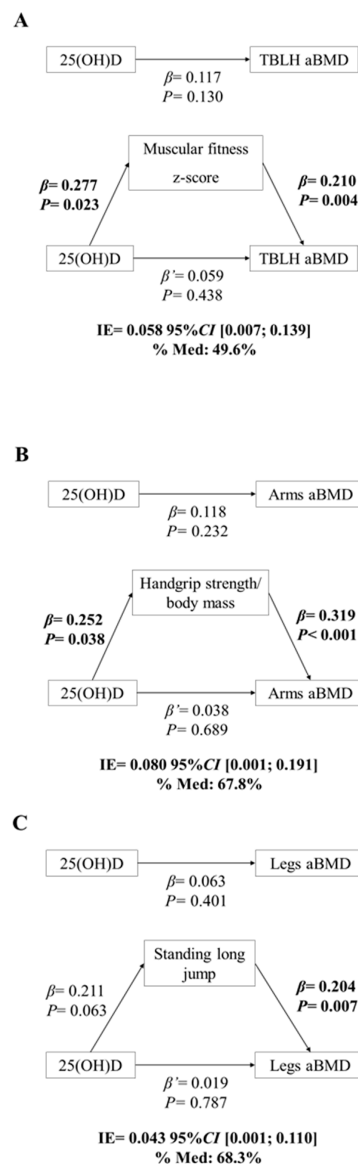 A
25(OH)D
TBLH aBMD
β= 0.117
P= 0.130
Muscular fitness
z-score
β= 0.277
P= 0.023
β= 0.210
P= 0.004
25(OH)D
TBLH aBMD
β'= 0.059
P= 0.438
IE= 0.058 95%CI [0.007; 0.139]
% Med: 49.6%
B
25(OH)D
Arms aBMD
β= 0.118
P= 0.232
Handgrip strength/
body mass
β= 0.252
P= 0.038
β= 0.319
P< 0.001
25(OH)D
Arms aBMD
β'= 0.038
P= 0.689
IE= 0.080 95%CI [0.001; 0.191]
% Med: 67.8%
C
25(OH)D
Legs aBMD
β= 0.063
P= 0.401
Standing long
jump
β= 0.211
P= 0.063
β= 0.204
P= 0.007
25(OH)D
Legs aBMD
β'= 0.019
P= 0.787
IE= 0.043 95%CI [0.001; 0.110]
% Med: 68.3%